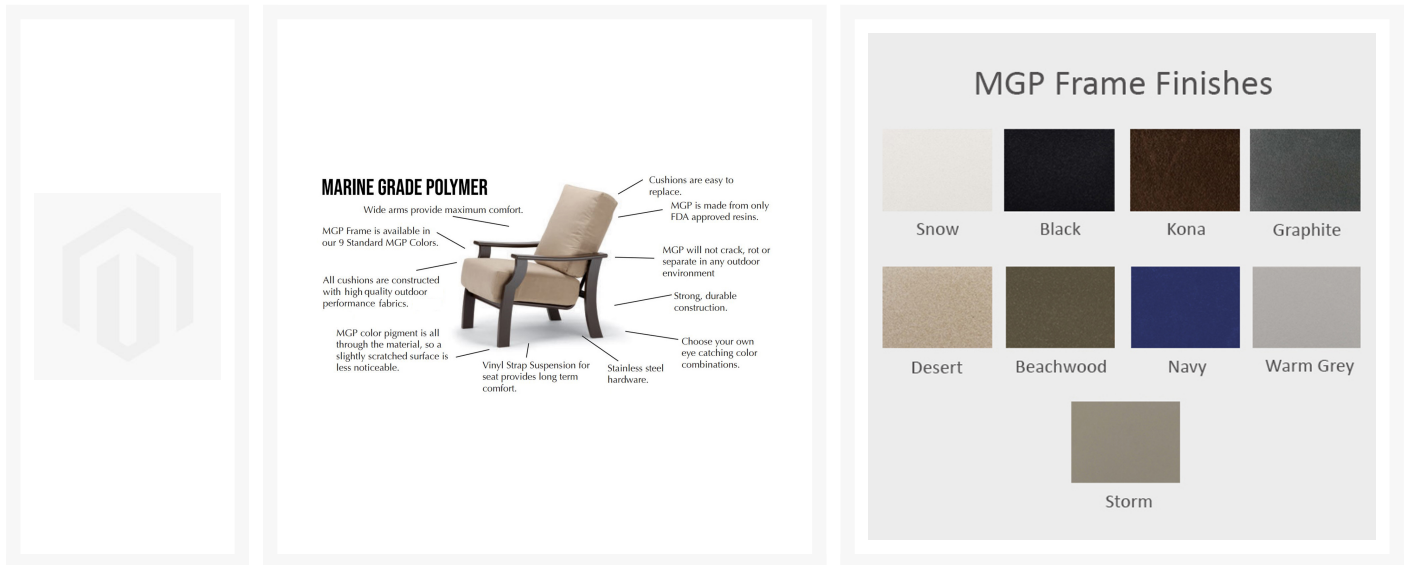 MARINE GRADE POLYMER
Wide arms provide maximum comfort.
MGP Frame is available in
our 9 Standard MGP Colors.
All cushions are constructed
with high quality outdoor
performance fabrics.
MGP color pigment is all
through the material, so a
slightly scratched surface is
less noticeable.
Vinyl Strap Suspension for
seat provides long term
comfort.
Stainless steel
hardware.
Cushions are easy to
replace.
MGP is made from only
FDA approved resins.
MGP will not crack, rot or
separate in any outdoor
environment
Strong, durable
construction.
Choose your own
eye catching color
combinations.
MGP Frame Finishes
Snow Black Kona Graphite
Desert Beachwood Navy Warm Grey
Storm